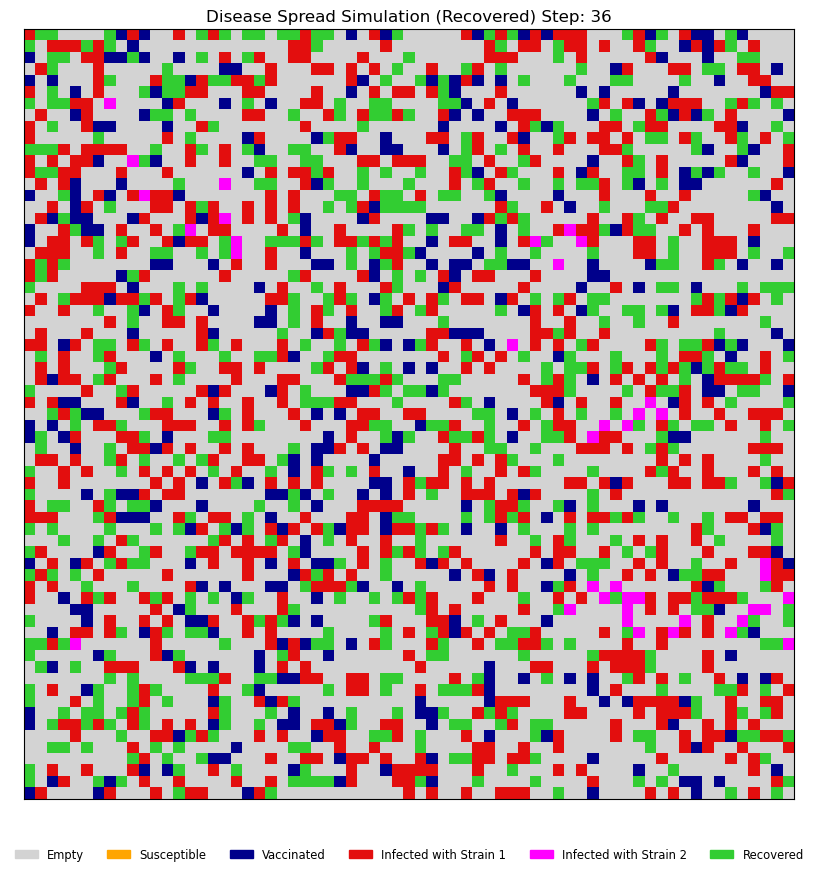 Disease Spread Simulation (Recovered) Step: 36
Empty Susceptible Vaccinated Infected with Strain 1 Infected with Strain 2 Recovered